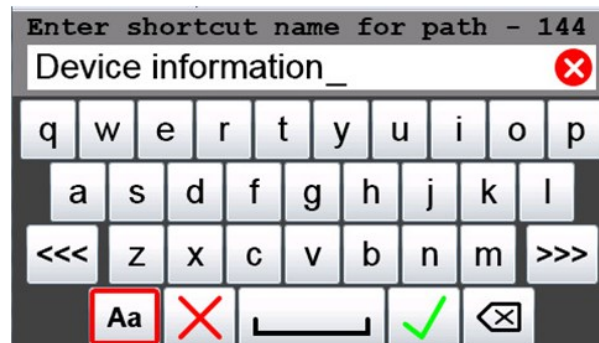 Enter shortcut name for path - 144
Device information_
q w e r t y u i o p
a s d f g h j k l
<<< z x c v b n m >>>
Aa